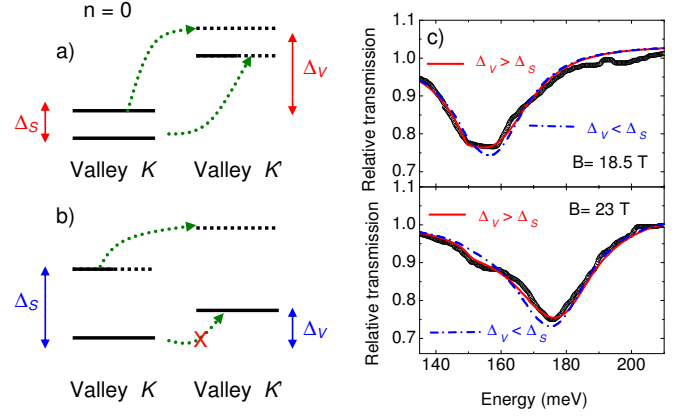 n = 0
a)
Δ_S
Δ_V
Valley K Valley K'
b)
Δ_S
X
Δ_V
Valley K Valley K'
c)
Relative transmission
1.1
1.0
0.9
0.8
0.7
Δ_V > Δ_S
Δ_V < Δ_S
B= 18.5 T
Relative transmission
1.1
1.0
0.9
0.8
0.7
Δ_V > Δ_S
B= 23 T
Δ_V < Δ_S
140 160 180 200
Energy (meV)